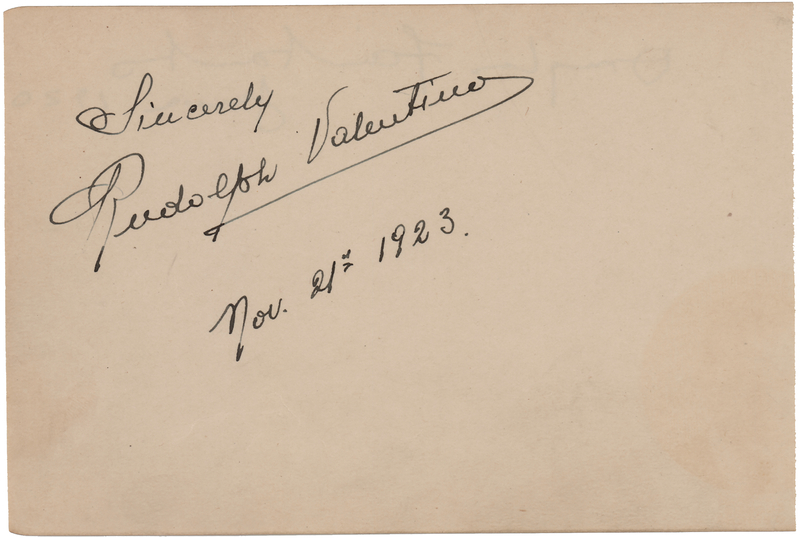 Sincerely
Rudolph Valentino
Nov. 21st 1923.